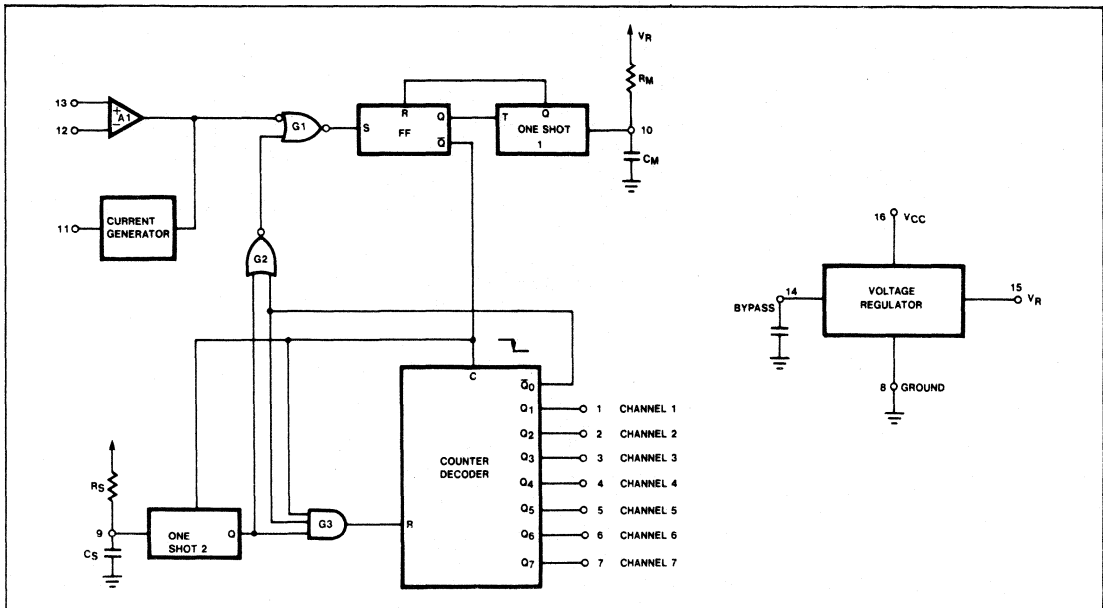 13
12
+
−
A1
11
CURRENT
GENERATOR
G1
S
R
FF
Q
Q̅
T
Q
ONE SHOT
1
VR
RM
10
CM
G2
C
COUNTER
DECODER
R
Q̅0
Q1 1 CHANNEL 1
Q2 2 CHANNEL 2
Q3 3 CHANNEL 3
Q4 4 CHANNEL 4
Q5 5 CHANNEL 5
Q6 6 CHANNEL 6
Q7 7 CHANNEL 7
RS
9
CS
ONE
SHOT 2
Q
G3
16 VCC
VOLTAGE
REGULATOR
14
BYPASS
15
VR
8 GROUND